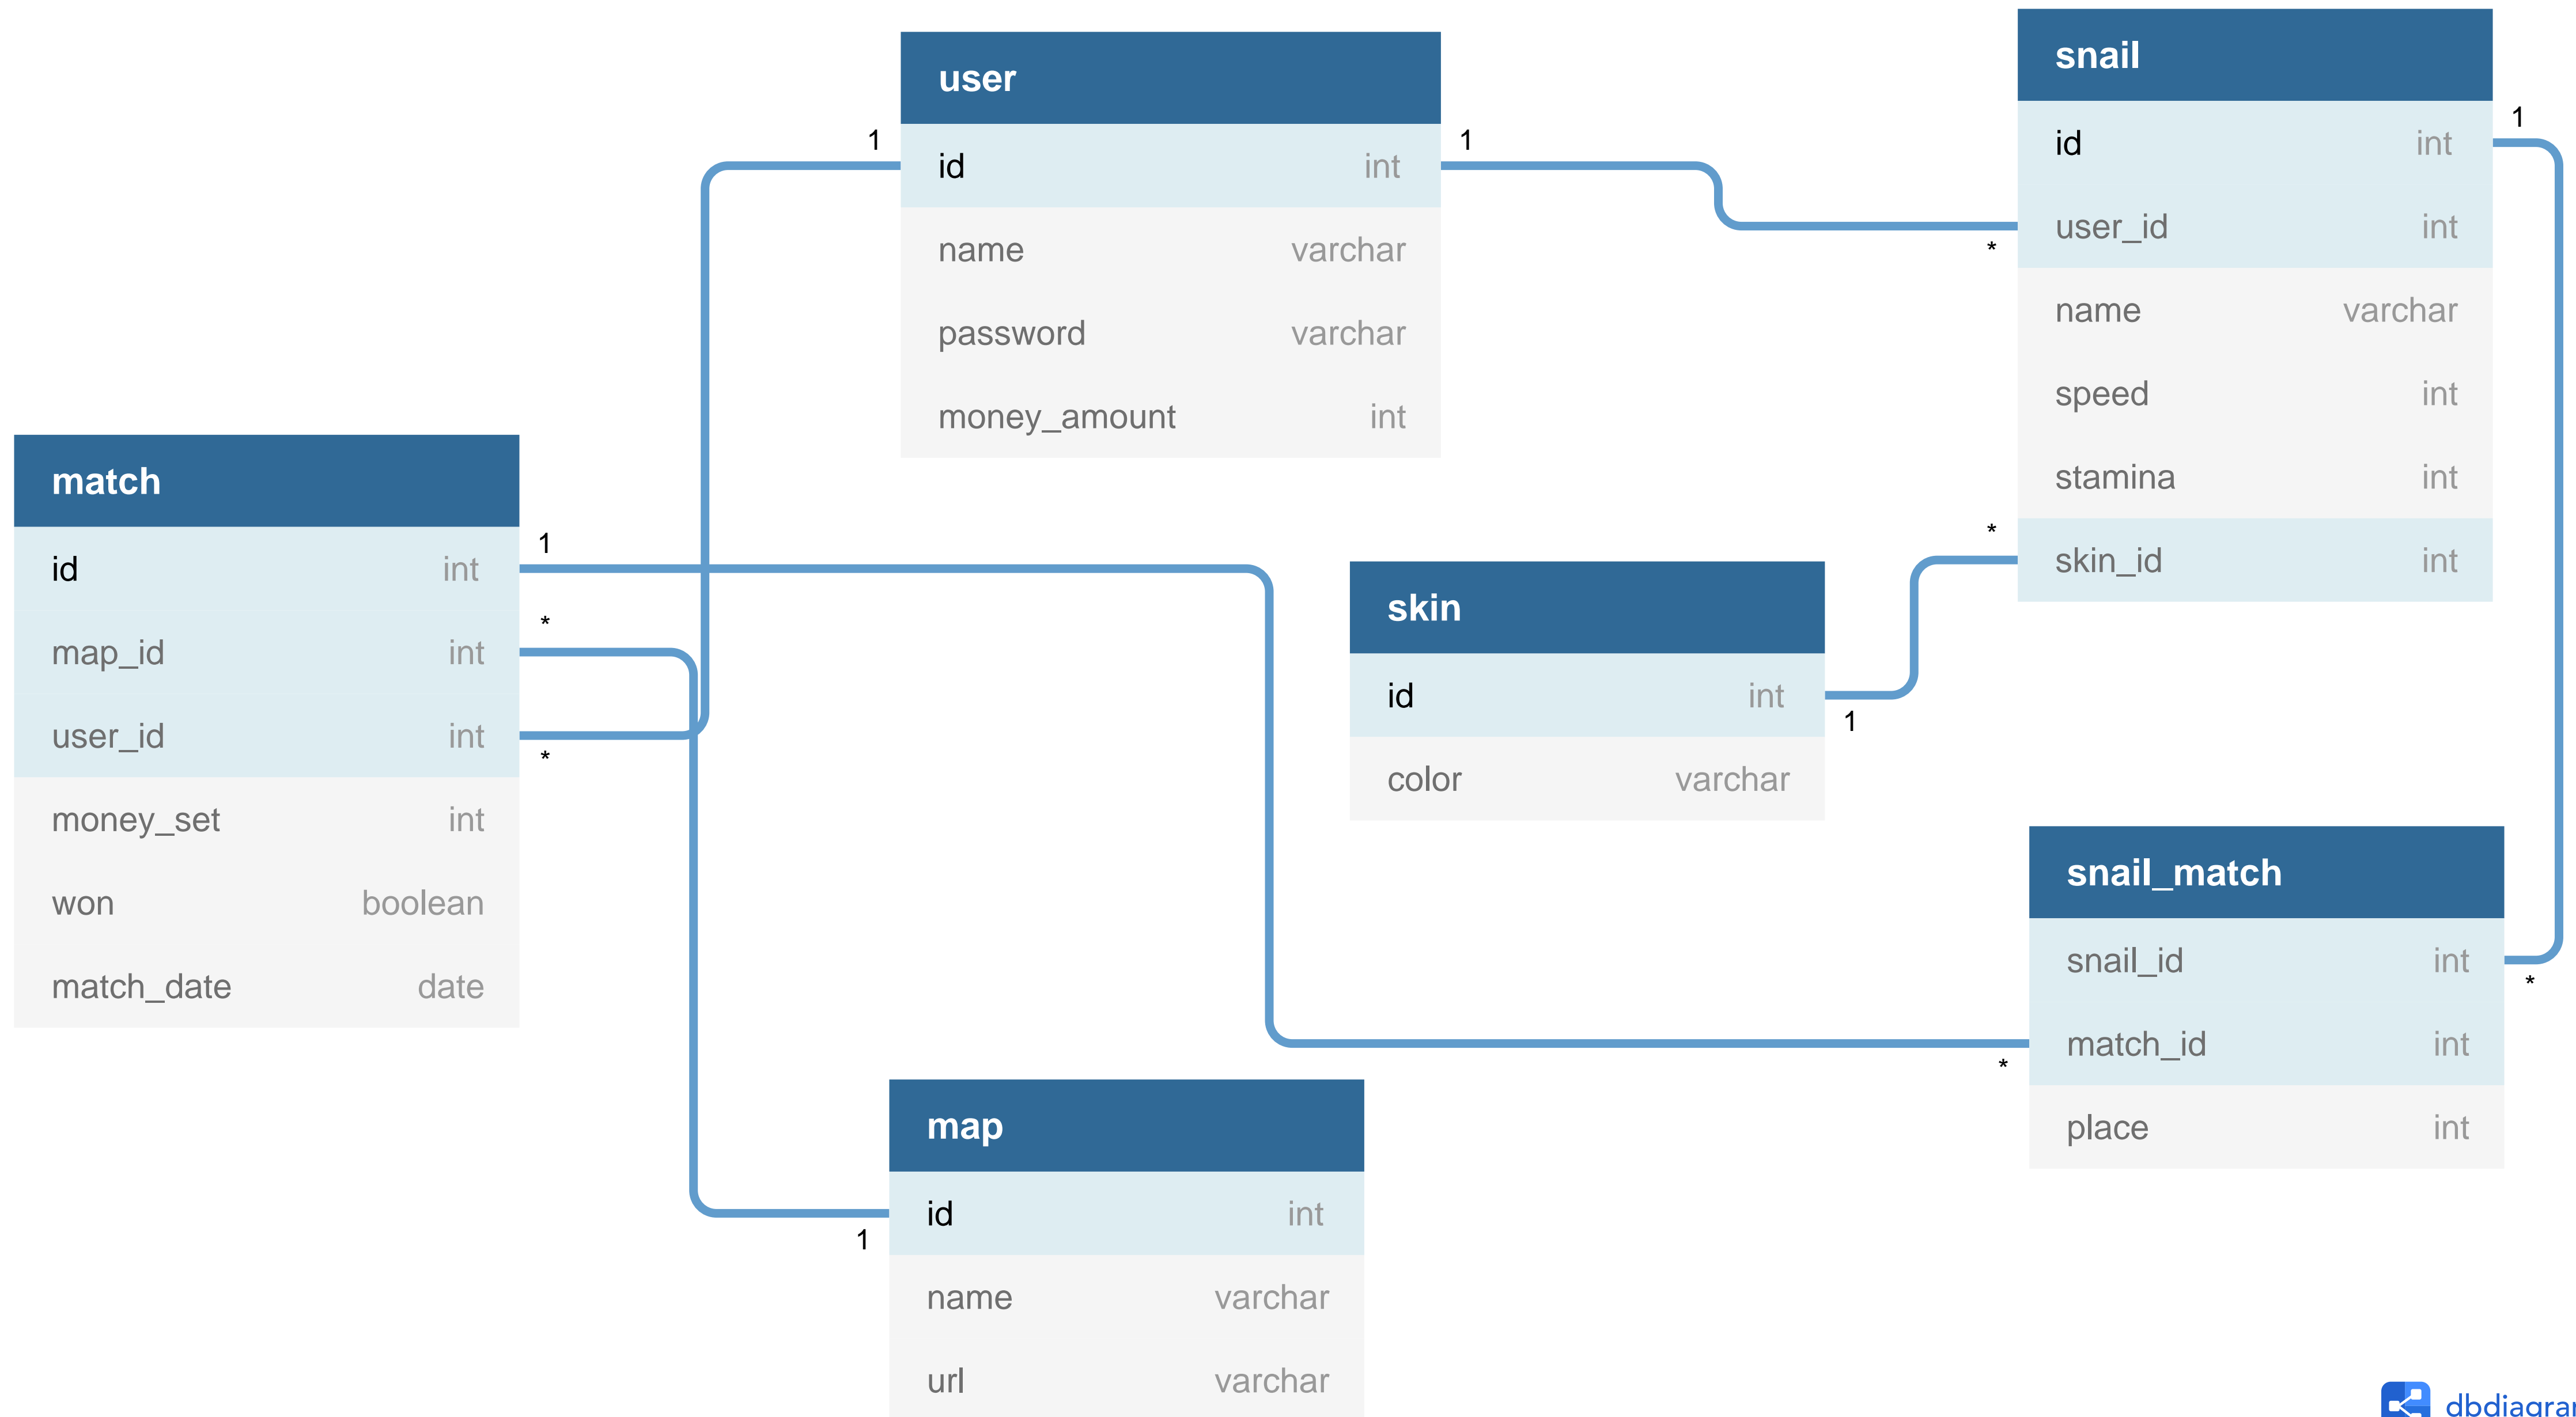 user
id int
name varchar
password varchar
money_amount int
1
1
snail
id int
user_id int
name varchar
speed int
stamina int
skin_id int
1
*
*
match
id int
map_id int
user_id int
money_set int
won boolean
match_date date
1
*
*
skin
id int
color varchar
1
snail_match
snail_id int
match_id int
place int
*
*
map
id int
name varchar
url varchar
1